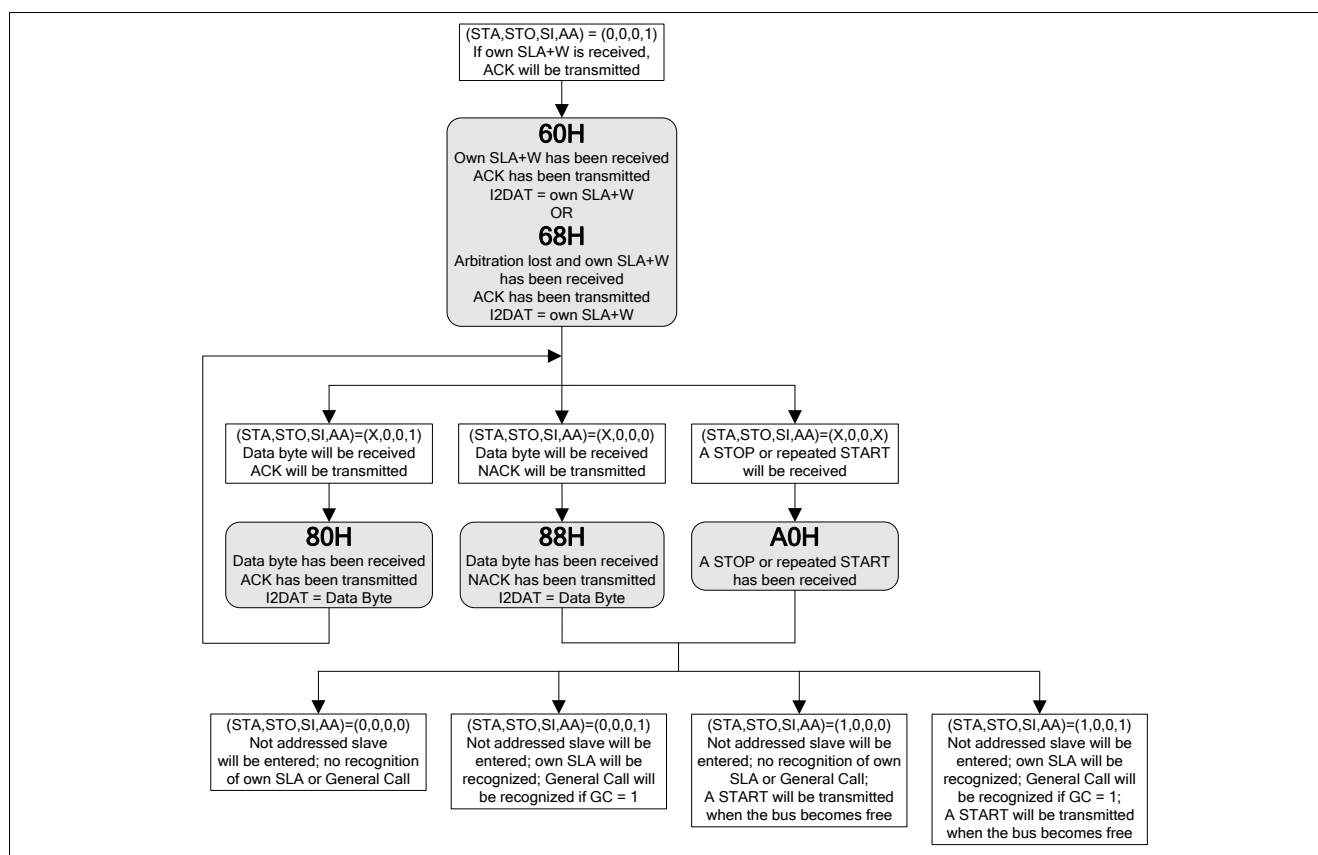 (STA,STO,SI,AA) = (0,0,0,1)
If own SLA+W is received,
ACK will be transmitted
60H
Own SLA+W has been received
ACK has been transmitted
I2DAT = own SLA+W
OR
68H
Arbitration lost and own SLA+W
has been received
ACK has been transmitted
I2DAT = own SLA+W
(STA,STO,SI,AA)=(X,0,0,1)
Data byte will be received
ACK will be transmitted
(STA,STO,SI,AA)=(X,0,0,0)
Data byte will be received
NACK will be transmitted
(STA,STO,SI,AA)=(X,0,0,X)
A STOP or repeated START
will be received
80H
Data byte has been received
ACK has been transmitted
I2DAT = Data Byte
88H
Data byte has been received
NACK has been transmitted
I2DAT = Data Byte
A0H
A STOP or repeated START
has been received
(STA,STO,SI,AA)=(0,0,0,0)
Not addressed slave
will be entered; no recognition
of own SLA or General Call
(STA,STO,SI,AA)=(0,0,0,1)
Not addressed slave will be
entered; own SLA will be
recognized; General Call will
be recognized if GC = 1
(STA,STO,SI,AA)=(1,0,0,0)
Not addressed slave will be
entered; no recognition of own
SLA or General Call;
A START will be transmitted
when the bus becomes free
(STA,STO,SI,AA)=(1,0,0,1)
Not addressed slave will be
entered; own SLA will be
recognized; General Call will
be recognized if GC = 1;
A START will be transmitted
when the bus becomes free